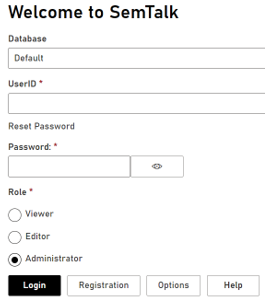 Welcome to SemTalk
Database
Default
UserID *
Reset Password
Password: *
Role *
Viewer
Editor
Administrator
Login Registration Options Help